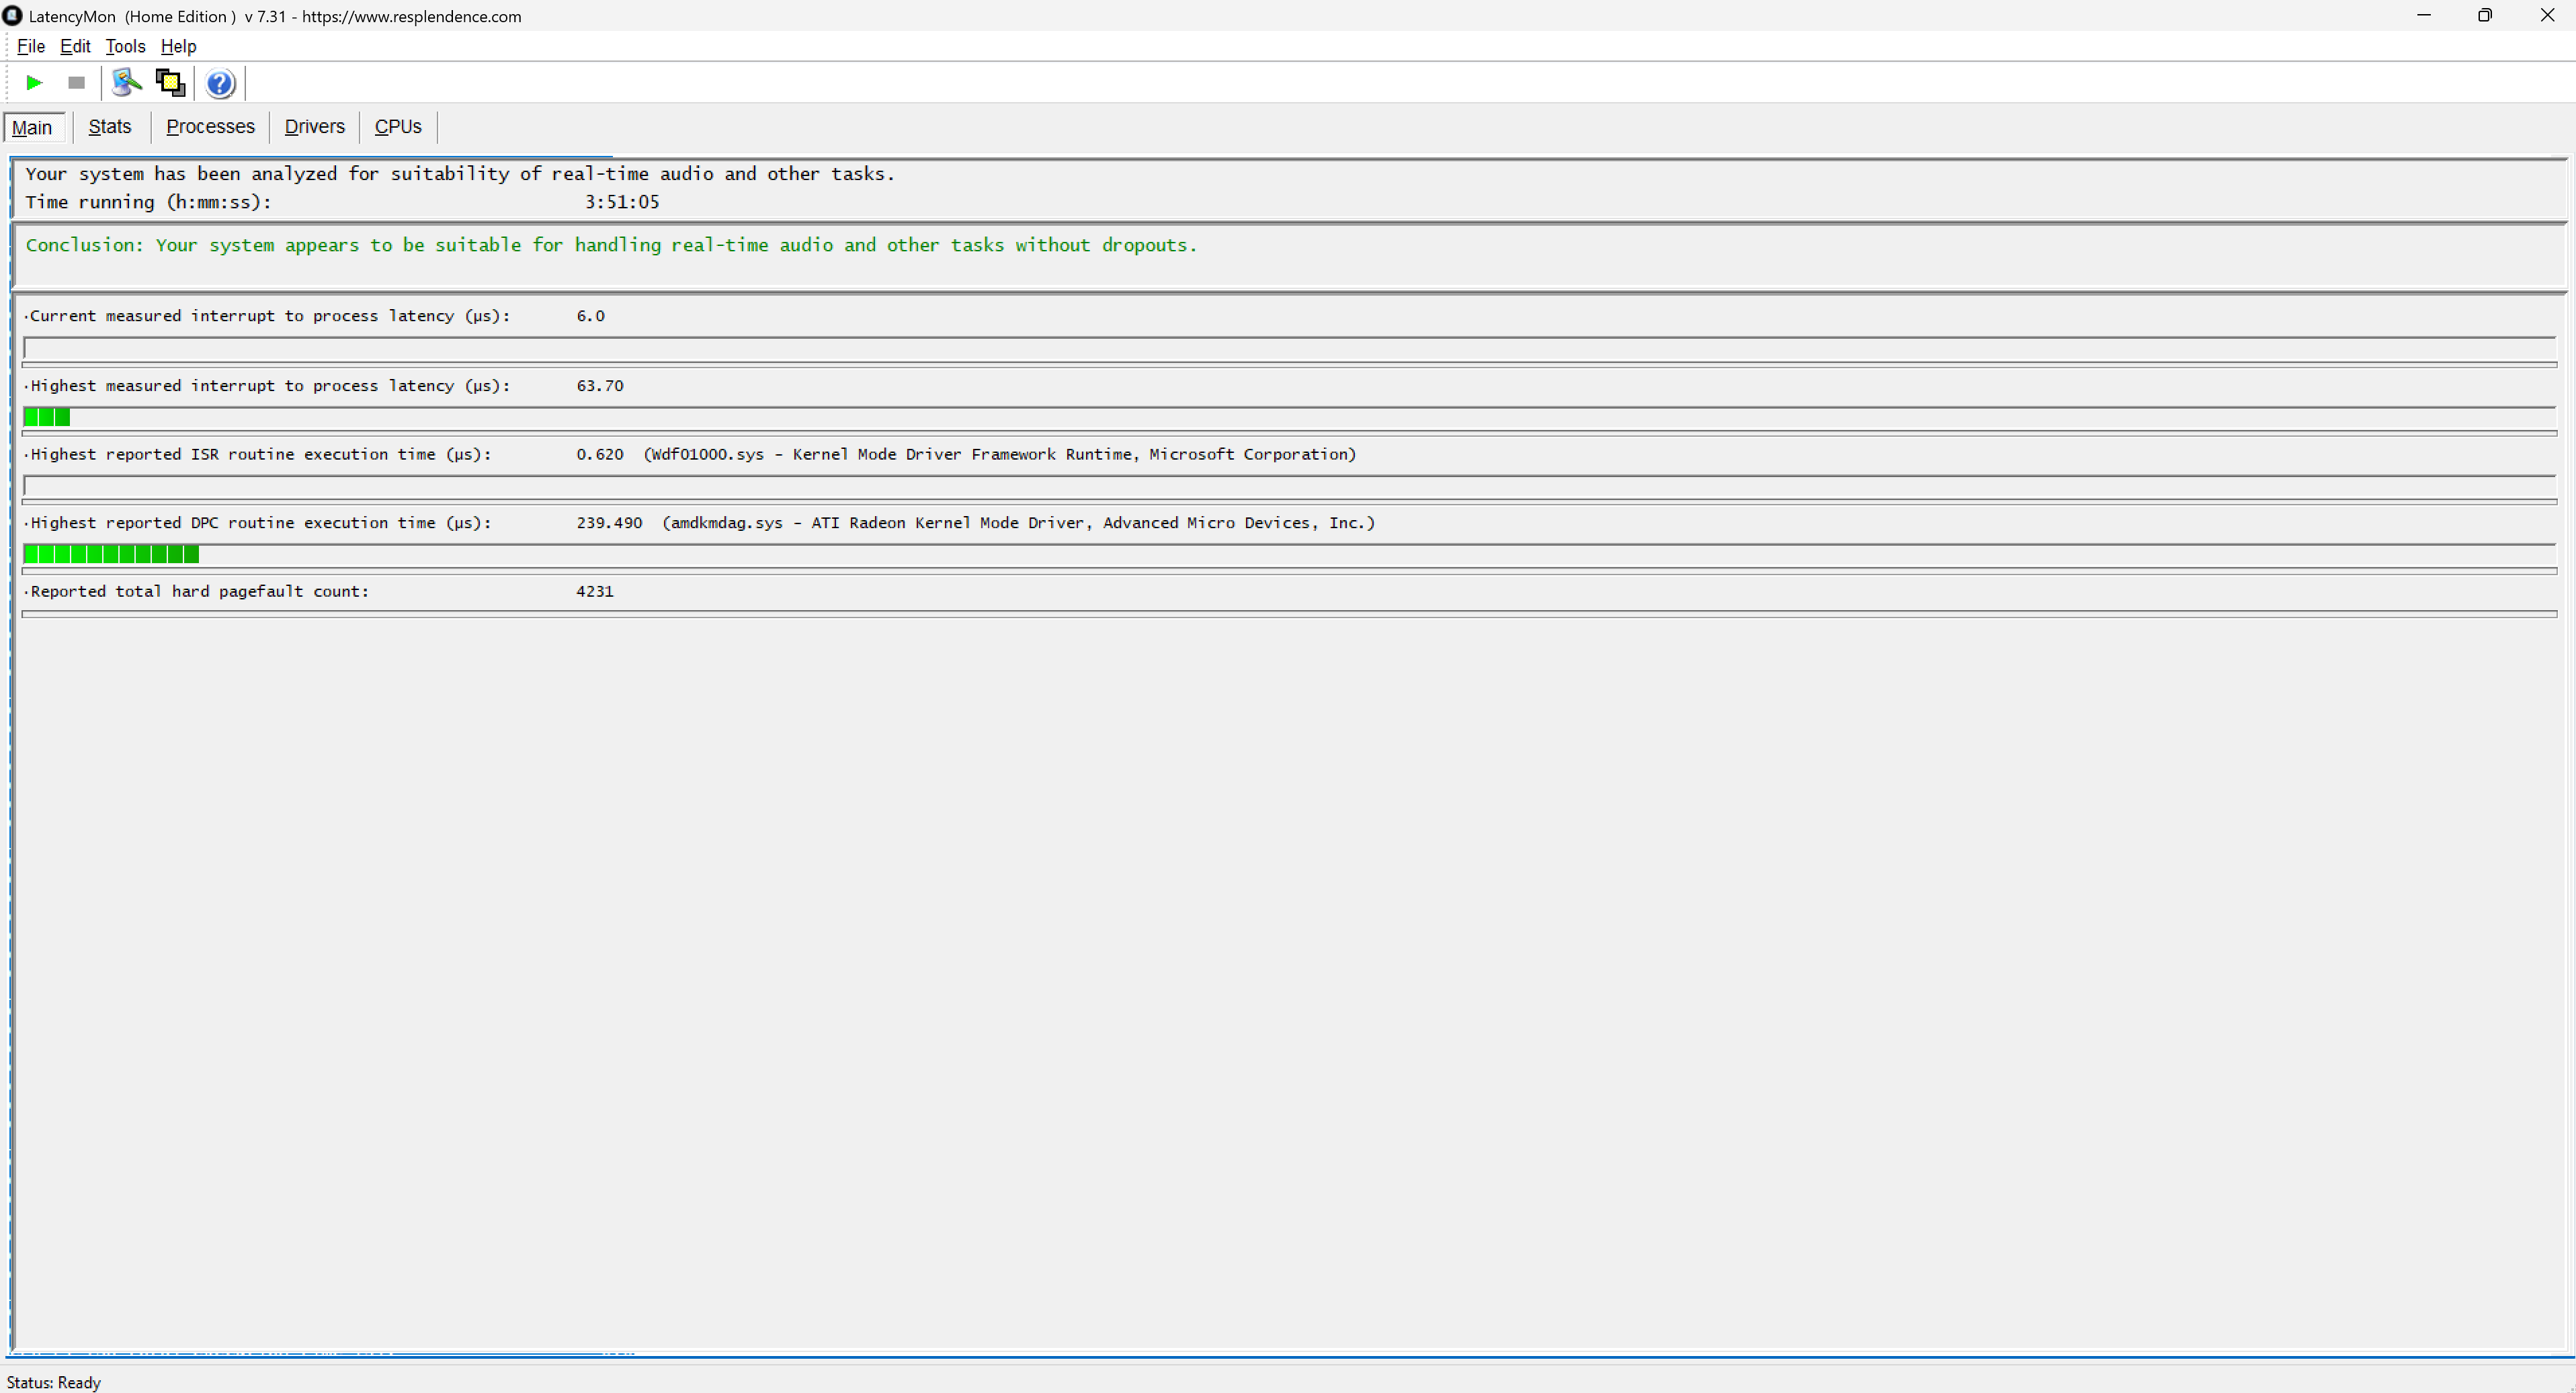 LatencyMon (Home Edition ) v 7.31 - https://www.resplendence.com
File Edit Tools Help
Main Stats Processes Drivers CPUs
Your system has been analyzed for suitability of real-time audio and other tasks.
Time running (h:mm:ss): 3:51:05
Conclusion: Your system appears to be suitable for handling real-time audio and other tasks without dropouts.
·Current measured interrupt to process latency (µs): 6.0
·Highest measured interrupt to process latency (µs): 63.70
·Highest reported ISR routine execution time (µs): 0.620 (Wdf01000.sys - Kernel Mode Driver Framework Runtime, Microsoft Corporation)
·Highest reported DPC routine execution time (µs): 239.490 (amdkmdag.sys - ATI Radeon Kernel Mode Driver, Advanced Micro Devices, Inc.)
·Reported total hard pagefault count: 4231
Status: Ready